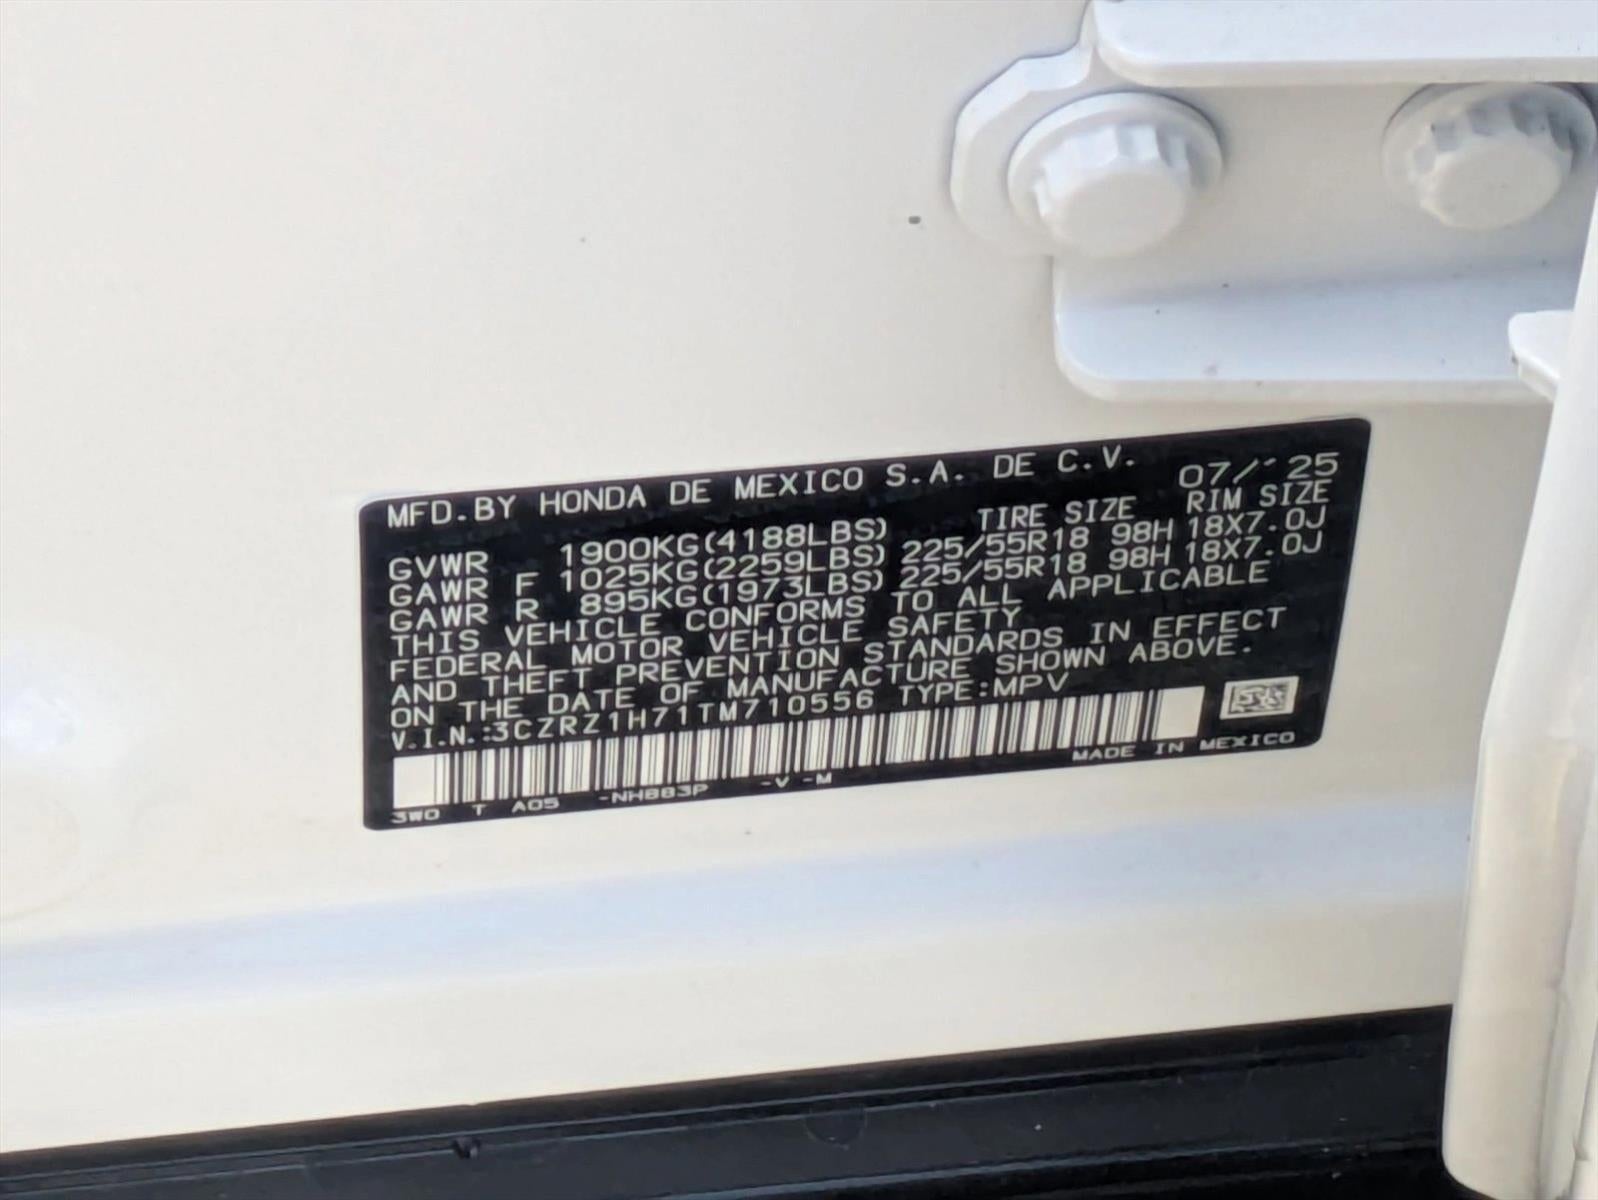 MFD.BY HONDA DE MEXICO S.A. DE C.V. 07/'25
TIRE SIZE RIM SIZE
GVWR 1900KG(4188LBS)
GAWR F 1025KG(2259LBS) 225/55R18 98H 18X7.0J
GAWR R 895KG(1973LBS) 225/55R18 98H 18X7.0J
THIS VEHICLE CONFORMS TO ALL APPLICABLE
FEDERAL MOTOR VEHICLE SAFETY
AND THEFT PREVENTION STANDARDS IN EFFECT
ON THE DATE OF MANUFACTURE SHOWN ABOVE.
V.I.N.:3CZRZ1H71TM710556 TYPE:MPV
3W0 T A05 -NH883P -V -M MADE IN MEXICO